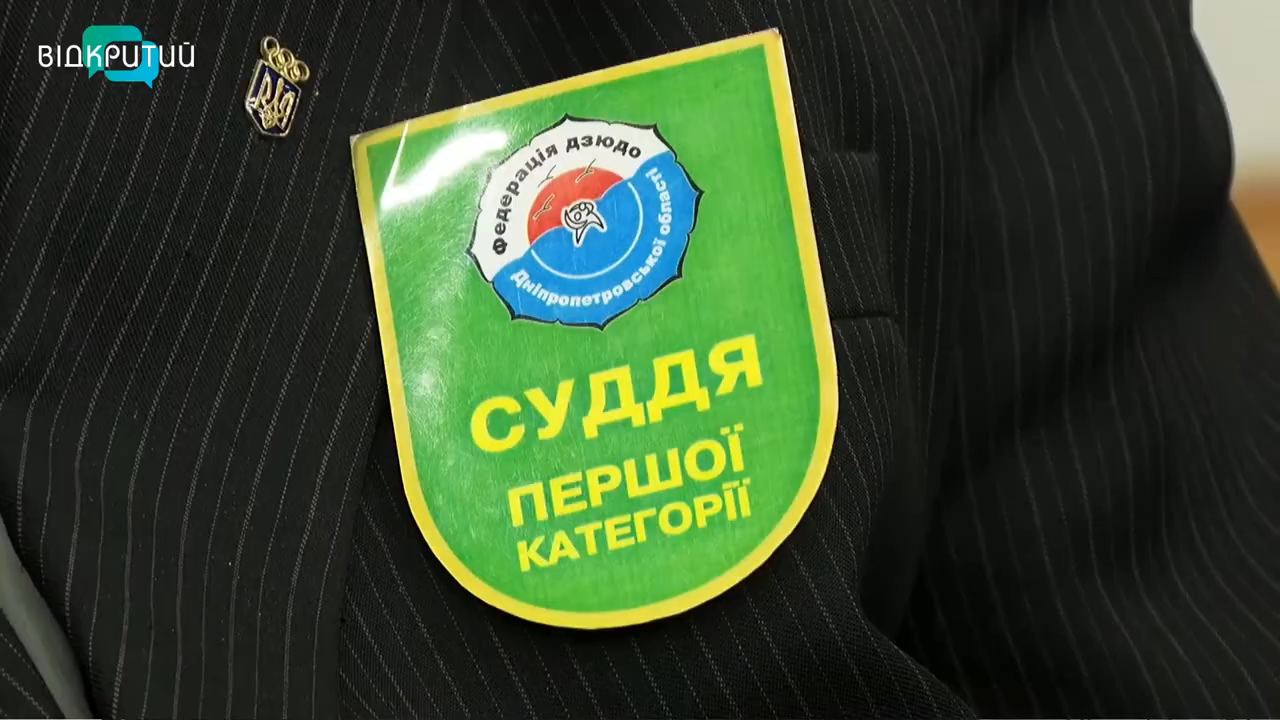 ВІДКРИТИЙ
Федерація дзюдо
Дніпропетровської області
СУДДЯ
ПЕРШОЇ
КАТЕГОРІЇ